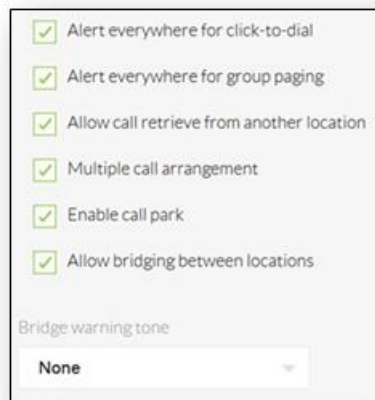 Alert everywhere for click-to-dial
Alert everywhere for group paging
Allow call retrieve from another location
Multiple call arrangement
Enable call park
Allow bridging between locations
Bridge warning tone
None